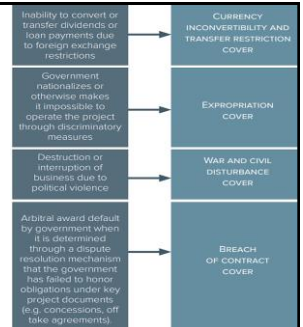 Inability to convert or
transfer dividends or
loan payments due
to foreign exchange
restrictions
CURRENCY
INCONVERTIBILITY AND
TRANSFER RESTRICTION
COVER
Government
nationalizes or
otherwise makes
it impossible to
operate the project
through discriminatory
measures
EXPROPRIATION
COVER
Destruction or
interruption of
business due to
political violence
WAR AND CIVIL
DISTURBANCE
COVER
Arbitral award default
by government when
it is determined
through a dispute-
resolution mechanism
that the government
has failed to honor
obligations under key
project documents
(e.g. concessions, off
take agreements).
BREACH
OF CONTRACT
COVER